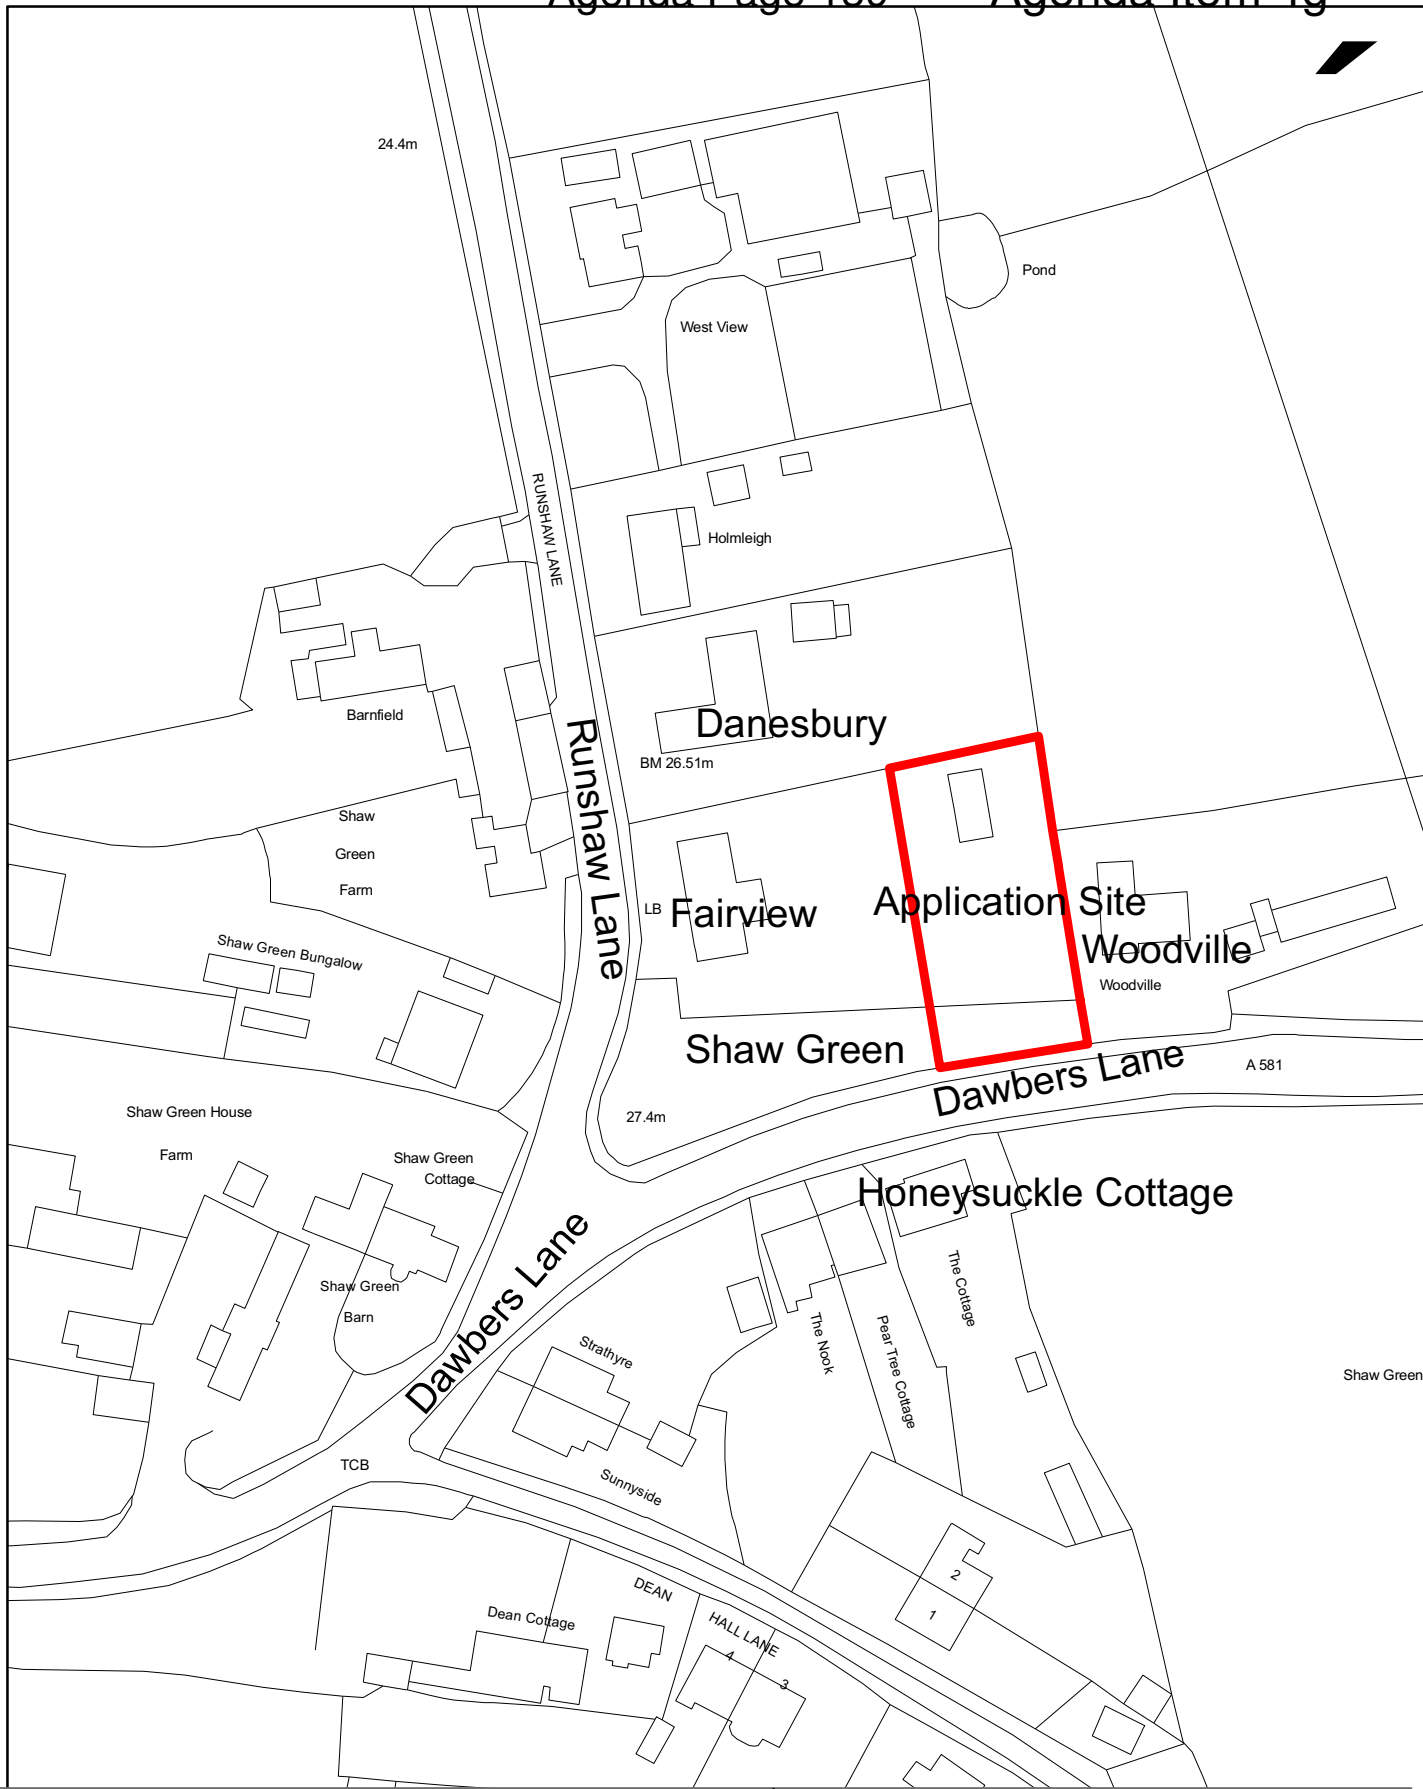 24.4m
Pond
West View
RUNSHAW LANE
Holmleigh
Barnfield
Danesbury
BM 26.51m
Runshaw Lane
Shaw
Green
Farm
LB
Fairview
Application Site
Woodville
Woodville
Shaw Green Bungalow
Shaw Green
Dawbers Lane
A 581
27.4m
Shaw Green House
Farm
Shaw Green
Cottage
Honeysuckle Cottage
Shaw Green
Barn
Dawbers Lane
The Cottage
The Nook
Pear Tree Cottage
Strathyre
Shaw Green
TCB
Sunnyside
2
1
DEAN
HALL LANE
Dean Cottage
4
3